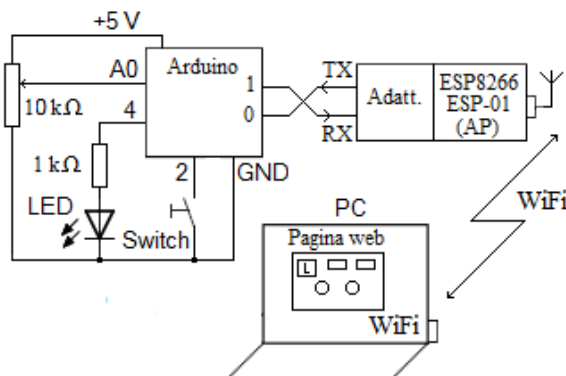 +5 V
A0
Arduino
10 kΩ
4
1
0
1 kΩ
2
GND
LED
Switch
TX
RX
Adatt.
ESP8266
ESP-01
(AP)
WiFi
PC
Pagina web
L
WiFi